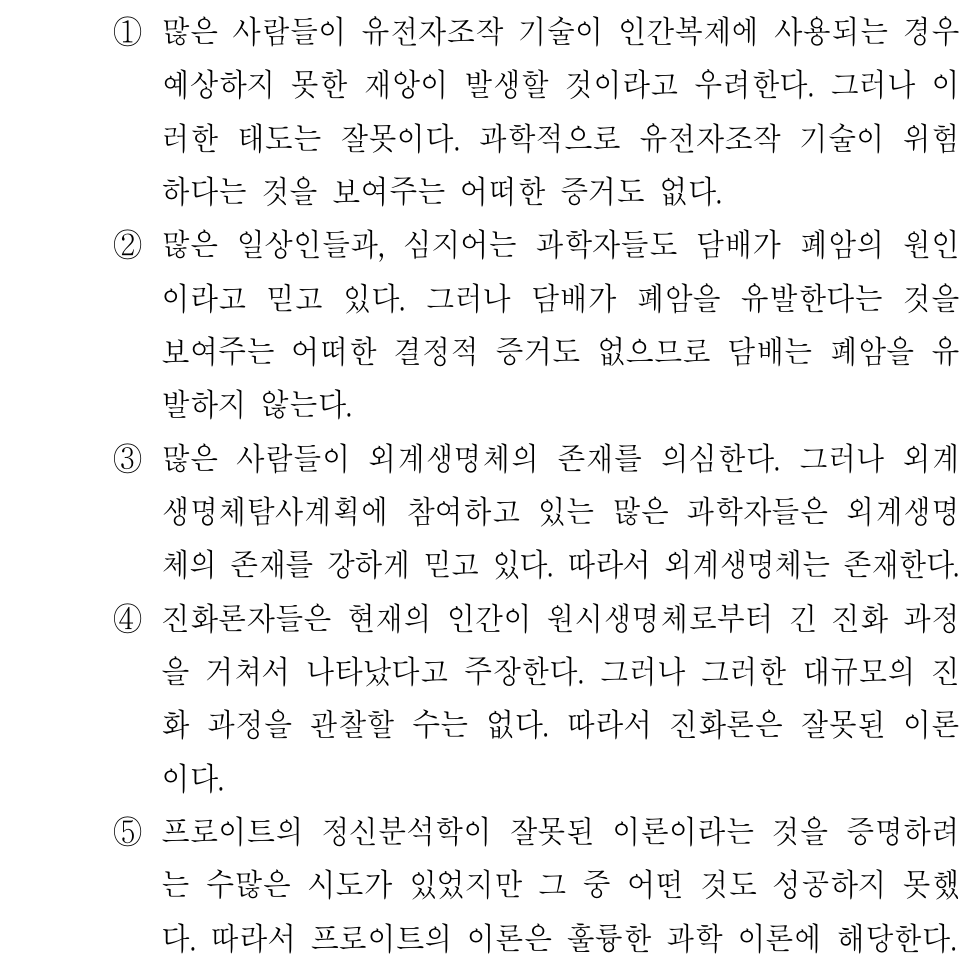 ① 많은 사람들이 유전자조작 기술이 인간복제에 사용되는 경우
예상하지 못한 재앙이 발생할 것이라고 우려한다. 그러나 이
러한 태도는 잘못이다. 과학적으로 유전자조작 기술이 위험
하다는 것을 보여주는 어떠한 증거도 없다.
② 많은 일상인들과, 심지어는 과학자들도 담배가 폐암의 원인
이라고 믿고 있다. 그러나 담배가 폐암을 유발한다는 것을
보여주는 어떠한 결정적 증거도 없으므로 담배는 폐암을 유
발하지 않는다.
③ 많은 사람들이 외계생명체의 존재를 의심한다. 그러나 외계
생명체탐사계획에 참여하고 있는 많은 과학자들은 외계생명
체의 존재를 강하게 믿고 있다. 따라서 외계생명체는 존재한다.
④ 진화론자들은 현재의 인간이 원시생명체로부터 긴 진화 과정
을 거쳐서 나타났다고 주장한다. 그러나 그러한 대규모의 진
화 과정을 관찰할 수는 없다. 따라서 진화론은 잘못된 이론
이다.
⑤ 프로이트의 정신분석학이 잘못된 이론이라는 것을 증명하려
는 수많은 시도가 있었지만 그 중 어떤 것도 성공하지 못했
다. 따라서 프로이트의 이론은 훌륭한 과학 이론에 해당한다.